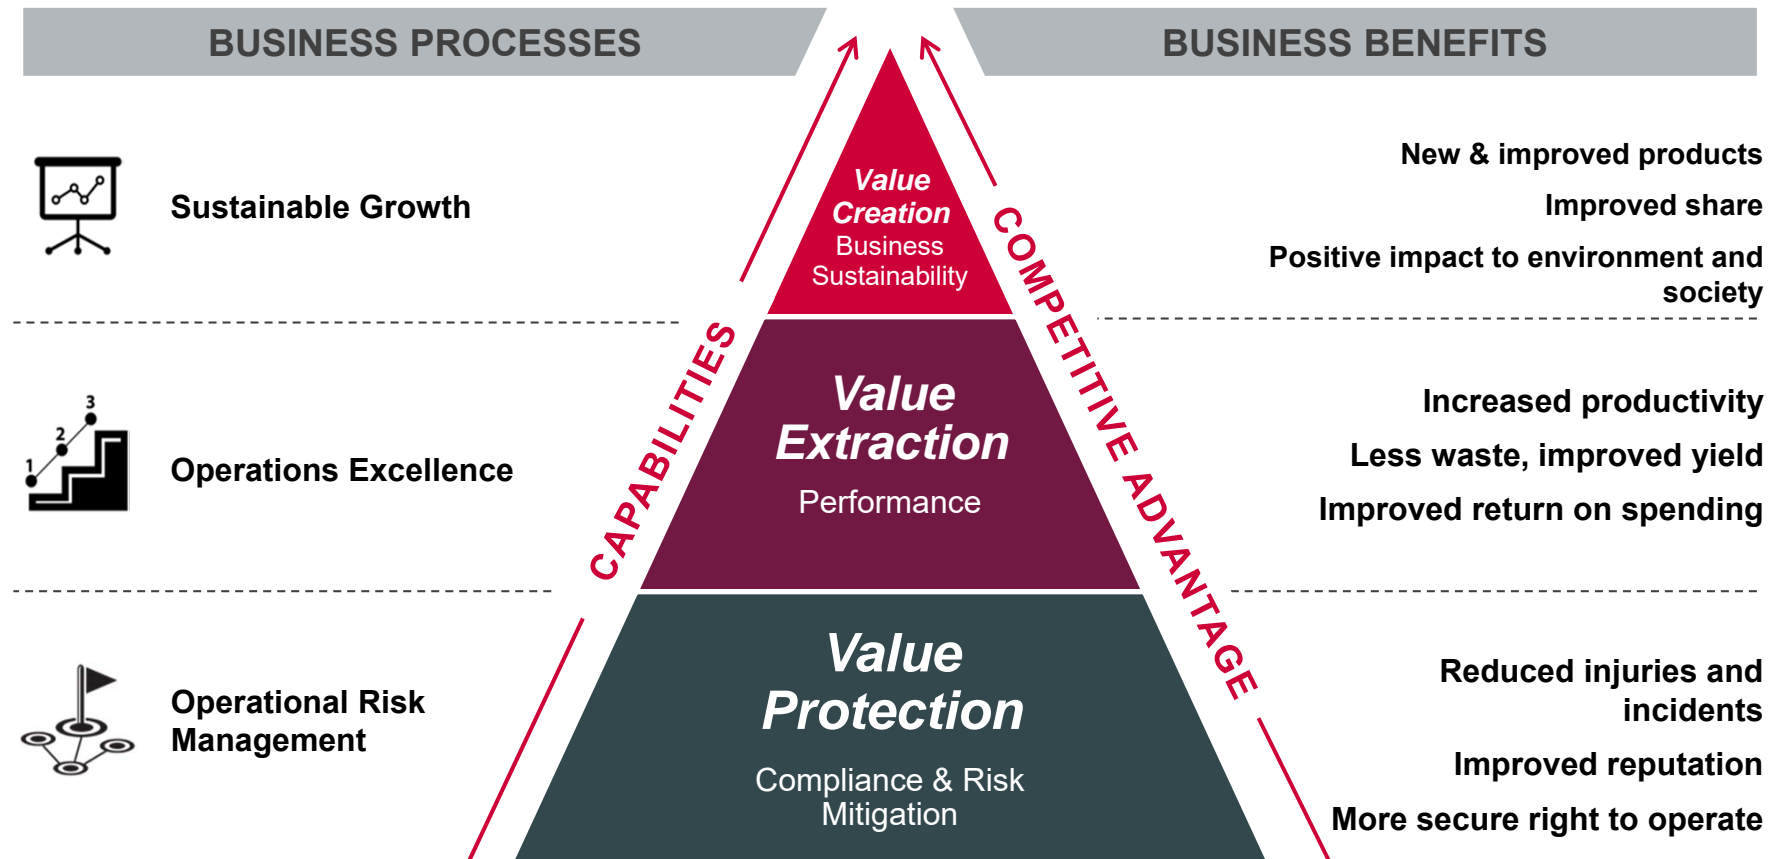 BUSINESS PROCESSES
BUSINESS BENEFITS
Sustainable Growth
Value
Creation
Business
Sustainability
New & improved products
Improved share
Positive impact to environment and
society
CAPABILITIES
COMPETITIVE ADVANTAGE
1
2
3
Operations Excellence
Value
Extraction
Performance
Increased productivity
Less waste, improved yield
Improved return on spending
Operational Risk
Management
Value
Protection
Compliance & Risk
Mitigation
Reduced injuries and
incidents
Improved reputation
More secure right to operate